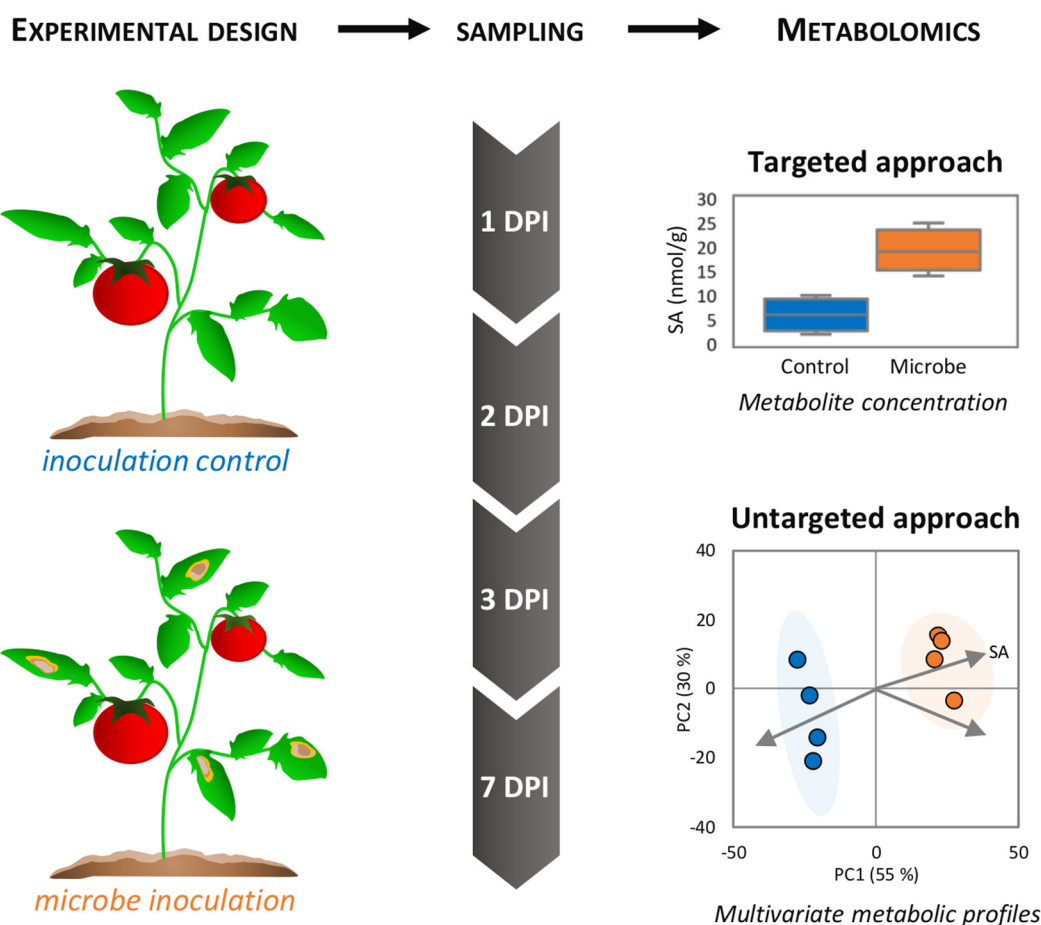 EXPERIMENTAL DESIGN
SAMPLING
METABOLOMICS
inoculation control
microbe inoculation
1 DPI
2 DPI
3 DPI
7 DPI
Targeted approach
SA (nmol/g)
30
25
20
15
10
5
0
Control
Microbe
Metabolite concentration
Untargeted approach
PC2 (30 %)
40
20
0
-20
-40
SA
-50
0
50
PC1 (55 %)
Multivariate metabolic profiles